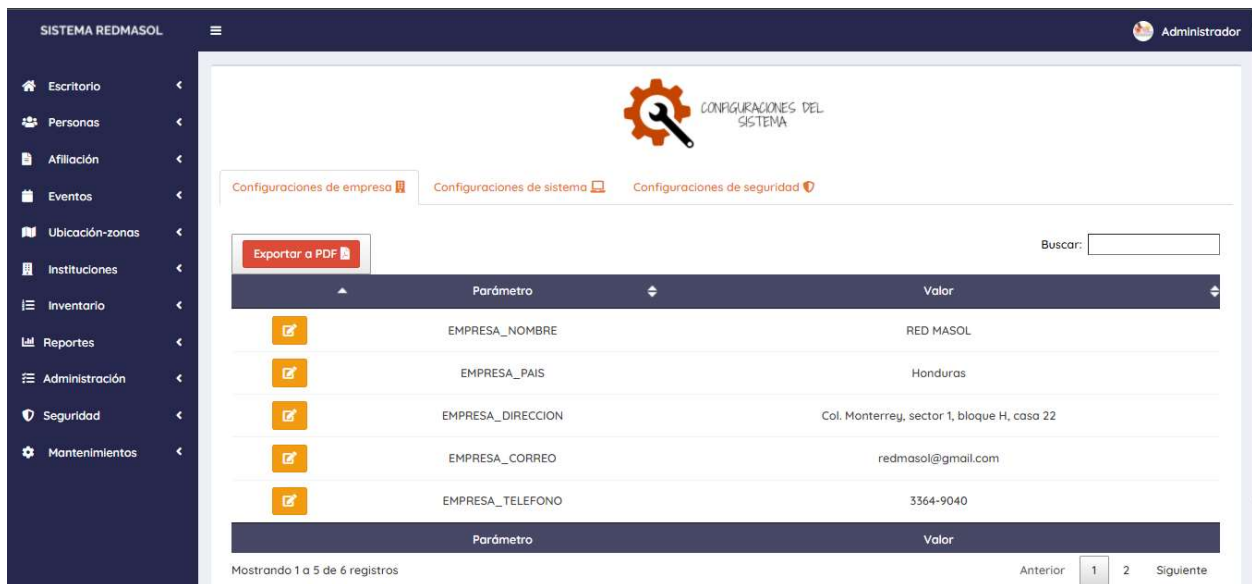 SISTEMA REDMASOL
Administrador
Escritorio
Personas
Afiliación
Eventos
Ubicación-zonas
Instituciones
Inventario
Reportes
Administración
Seguridad
Mantenimientos
CONFIGURACIONES DEL
SISTEMA
Configuraciones de empresa
Configuraciones de sistema
Configuraciones de seguridad
Exportar a PDF
Buscar:
Parámetro Valor
EMPRESA_NOMBRE RED MASOL
EMPRESA_PAIS Honduras
EMPRESA_DIRECCION Col. Monterrey, sector 1, bloque H, casa 22
EMPRESA_CORREO redmasol@gmail.com
EMPRESA_TELEFONO 3364-9040
Parámetro Valor
Mostrando 1 a 5 de 6 registros
Anterior 1 2 Siguiente